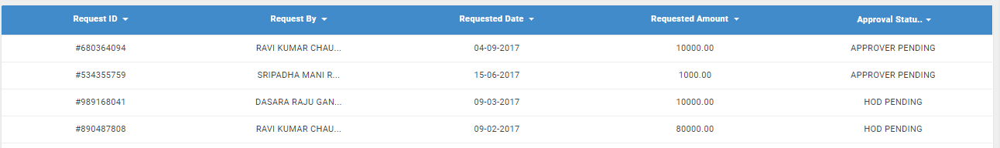 Request ID Request By Requested Date Requested Amount Approval Statu..
#680364094 RAVI KUMAR CHAU... 04-09-2017 10000.00 APPROVER PENDING
#534355759 SRIPADHA MANI R... 15-06-2017 1000.00 APPROVER PENDING
#989168041 DASARA RAJU GAN... 09-03-2017 10000.00 HOD PENDING
#890487808 RAVI KUMAR CHAU... 09-02-2017 80000.00 HOD PENDING